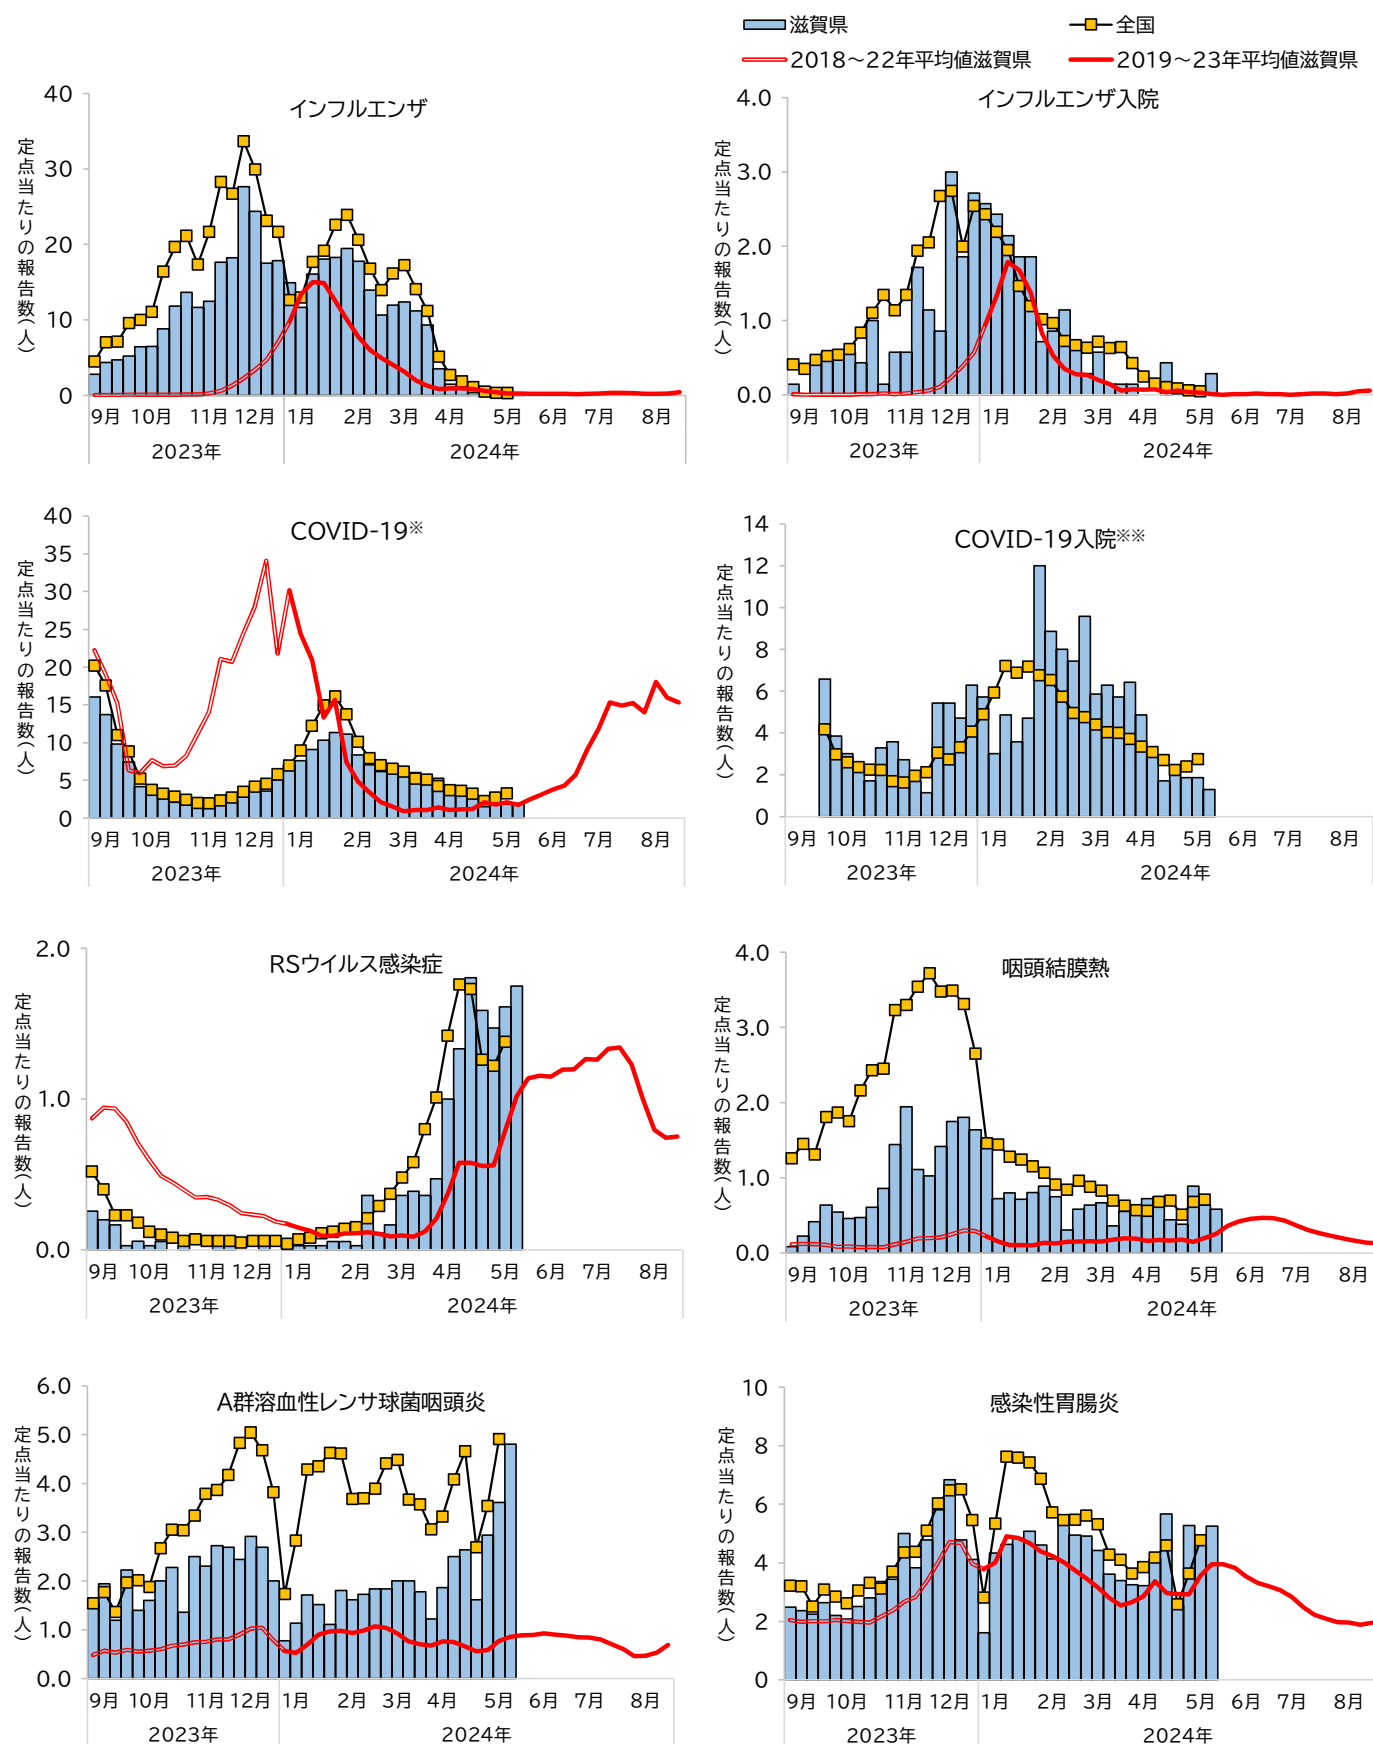 滋賀県 全国
2018～22年平均値滋賀県 2019～23年平均値滋賀県
インフルエンザ
定点当たりの報告数(人)
40
30
20
10
0
9月 10月 11月 12月 1月 2月 3月 4月 5月 6月 7月 8月
2023年 2024年
インフルエンザ入院
定点当たりの報告数(人)
4.0
3.0
2.0
1.0
0.0
9月 10月 11月 12月 1月 2月 3月 4月 5月 6月 7月 8月
2023年 2024年
COVID-19※
定点当たりの報告数(人)
40
35
30
25
20
15
10
5
0
9月 10月 11月 12月 1月 2月 3月 4月 5月 6月 7月 8月
2023年 2024年
COVID-19入院※※
定点当たりの報告数(人)
14
12
10
8
6
4
2
0
9月 10月 11月 12月 1月 2月 3月 4月 5月 6月 7月 8月
2023年 2024年
RSウイルス感染症
定点当たりの報告数(人)
2.0
1.0
0.0
9月 10月 11月 12月 1月 2月 3月 4月 5月 6月 7月 8月
2023年 2024年
咽頭結膜熱
定点当たりの報告数(人)
4.0
3.0
2.0
1.0
0.0
9月 10月 11月 12月 1月 2月 3月 4月 5月 6月 7月 8月
2023年 2024年
A群溶血性レンサ球菌咽頭炎
定点当たりの報告数(人)
6.0
5.0
4.0
3.0
2.0
1.0
0.0
9月 10月 11月 12月 1月 2月 3月 4月 5月 6月 7月 8月
2023年 2024年
感染性胃腸炎
定点当たりの報告数(人)
10
8
6
4
2
0
9月 10月 11月 12月 1月 2月 3月 4月 5月 6月 7月 8月
2023年 2024年